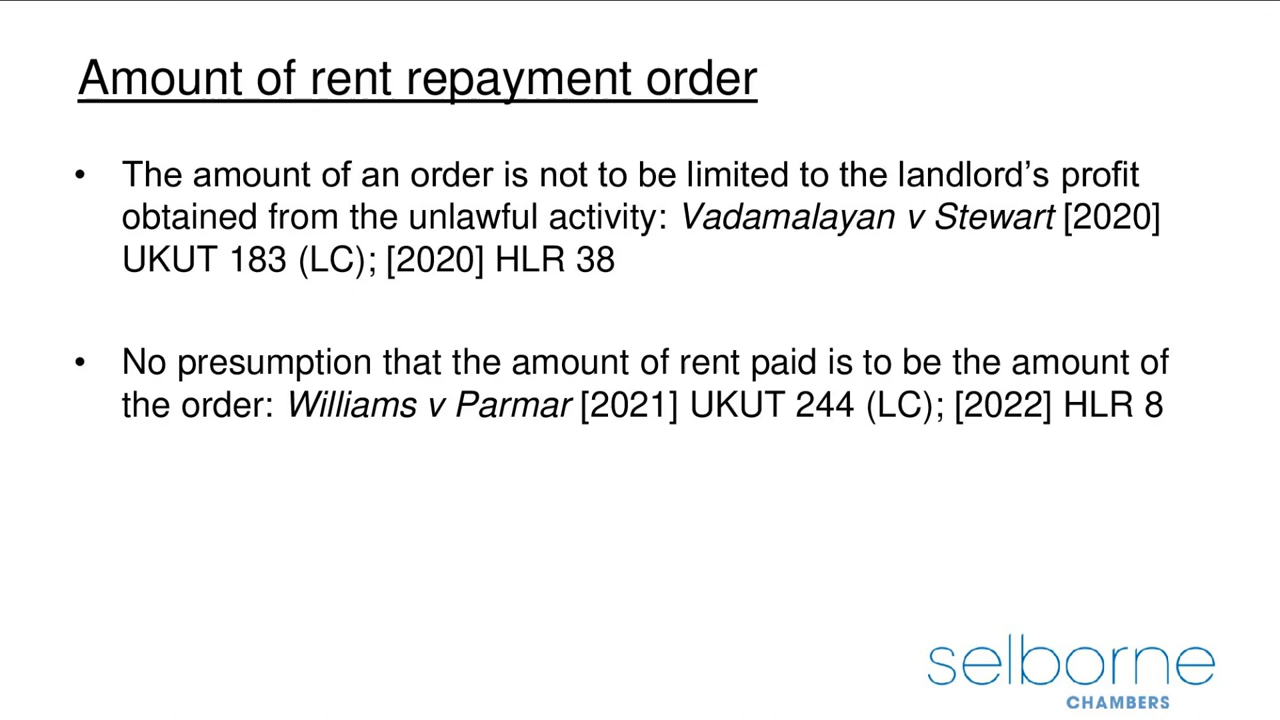 Amount of rent repayment order
• The amount of an order is not to be limited to the landlord’s profit
obtained from the unlawful activity: Vadamalayan v Stewart [2020]
UKUT 183 (LC); [2020] HLR 38
• No presumption that the amount of rent paid is to be the amount of
the order: Williams v Parmar [2021] UKUT 244 (LC); [2022] HLR 8
selborne
CHAMBERS